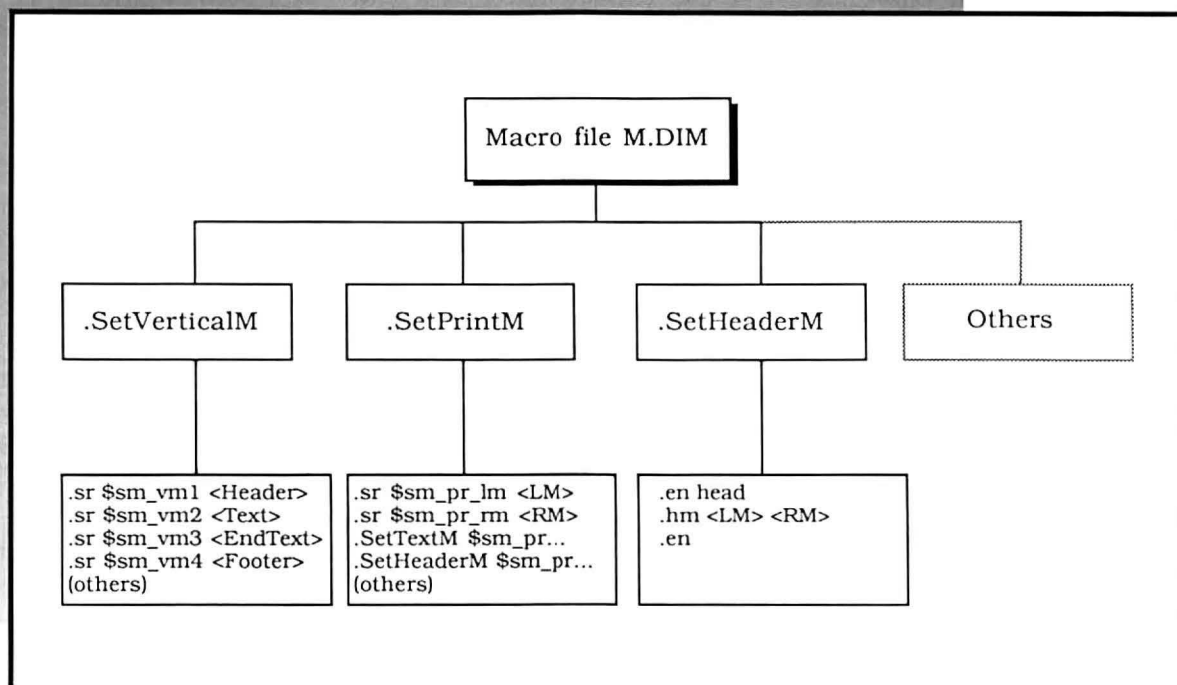 Macro file M.DIM
.SetVerticalM
.SetPrintM
.SetHeaderM
Others
.sr $sm_vm1 <Header>
.sr $sm_vm2 <Text>
.sr $sm_vm3 <EndText>
.sr $sm_vm4 <Footer>
(others)
.sr $sm_pr_lm <LM>
.sr $sm_pr_rm <RM>
.SetTextM $sm_pr...
.SetHeaderM $sm_pr...
(others)
.en head
.hm <LM> <RM>
.en